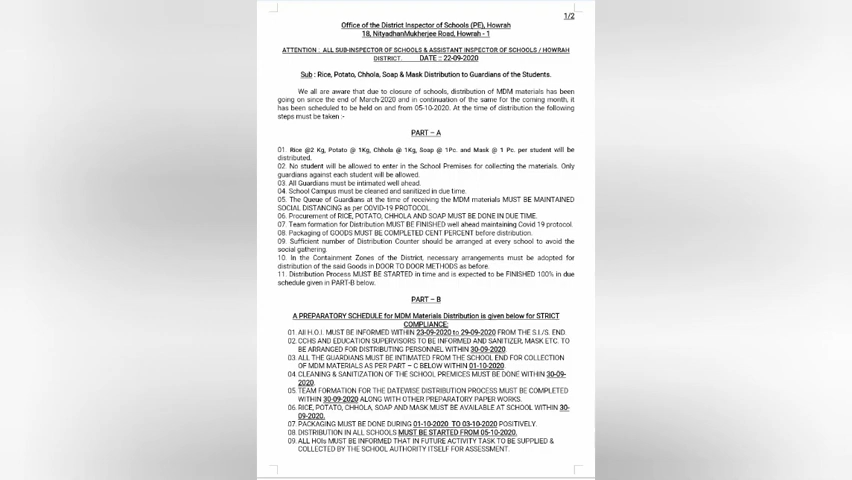 1/2
Office of the District Inspector of Schools (PE), Howrah
18, NityadhanMukherjee Road, Howrah - 1
ATTENTION : ALL SUB-INSPECTOR OF SCHOOLS & ASSISTANT INSPECTOR OF SCHOOLS / HOWRAH
DISTRICT. DATE :: 22-09-2020
Sub : Rice, Potato, Chhola, Soap & Mask Distribution to Guardians of the Students.
We all are aware that due to closure of schools, distribution of MDM materials has been
going on since the end of March-2020 and in continuation of the same for the coming month, it
has been scheduled to be held on and from 05-10-2020. At the time of distribution the following
steps must be taken :-
PART – A
01. Rice @2 Kg, Potato @ 1Kg, Chhola @ 1Kg, Soap @ 1Pc. and Mask @ 1 Pc. per student will be
distributed.
02. No student will be allowed to enter in the School Premises for collecting the materials. Only
guardians against each student will be allowed.
03. All Guardians must be intimated well ahead.
04. School Campus must be cleaned and sanitized in due time.
05. The Queue of Guardians at the time of receiving the MDM materials MUST BE MAINTAINED
SOCIAL DISTANCING as per COVID-19 PROTOCOL.
06. Procurement of RICE, POTATO, CHHOLA AND SOAP MUST BE DONE IN DUE TIME.
07. Team formation for Distribution MUST BE FINISHED well ahead maintaining Covid 19 protocol.
08. Packaging of GOODS MUST BE COMPLETED CENT PERCENT before distribution.
09. Sufficient number of Distribution Counter should be arranged at every school to avoid the
social gathering.
10. In the Containment Zones of the District, necessary arrangements must be adopted for
distribution of the said Goods in DOOR TO DOOR METHODS as before.
11. Distribution Process MUST BE STARTED in time and is expected to be FINISHED 100% in due
schedule given in PART-B below.
PART – B
A PREPARATORY SCHEDULE for MDM Materials Distribution is given below for STRICT
COMPLIANCE:
01. All H.O.I. MUST BE INFORMED WITHIN 23-09-2020 to 29-09-2020 FROM THE S.I./S. END.
02. CCHS AND EDUCATION SUPERVISORS TO BE INFORMED AND SANITIZER, MASK ETC. TO
BE ARRANGED FOR DISTRIBUTING PERSONNEL WITHIN 30-09-2020.
03. ALL THE GUARDIANS MUST BE INTIMATED FROM THE SCHOOL END FOR COLLECTION
OF MDM MATERIALS AS PER PART – C BELOW WITHIN 01-10-2020.
04. CLEANING & SANITIZATION OF THE SCHOOL PREMICES MUST BE DONE WITHIN 30-09-
2020.
05. TEAM FORMATION FOR THE DATEWISE DISTRIBUTION PROCESS MUST BE COMPLETED
WITHIN 30-09-2020 ALONG WITH OTHER PREPARATORY PAPER WORKS.
06. RICE, POTATO, CHHOLA, SOAP AND MASK MUST BE AVAILABLE AT SCHOOL WITHIN 30-
09-2020.
07. PACKAGING MUST BE DONE DURING 01-10-2020 TO 03-10-2020 POSITIVELY.
08. DISTRIBUTION IN ALL SCHOOLS MUST BE STARTED FROM 05-10-2020.
09. ALL HOIs MUST BE INFORMED THAT IN FUTURE ACTIVITY TASK TO BE SUPPLIED &
COLLECTED BY THE SCHOOL AUTHORITY ITSELF FOR ASSESSMENT.